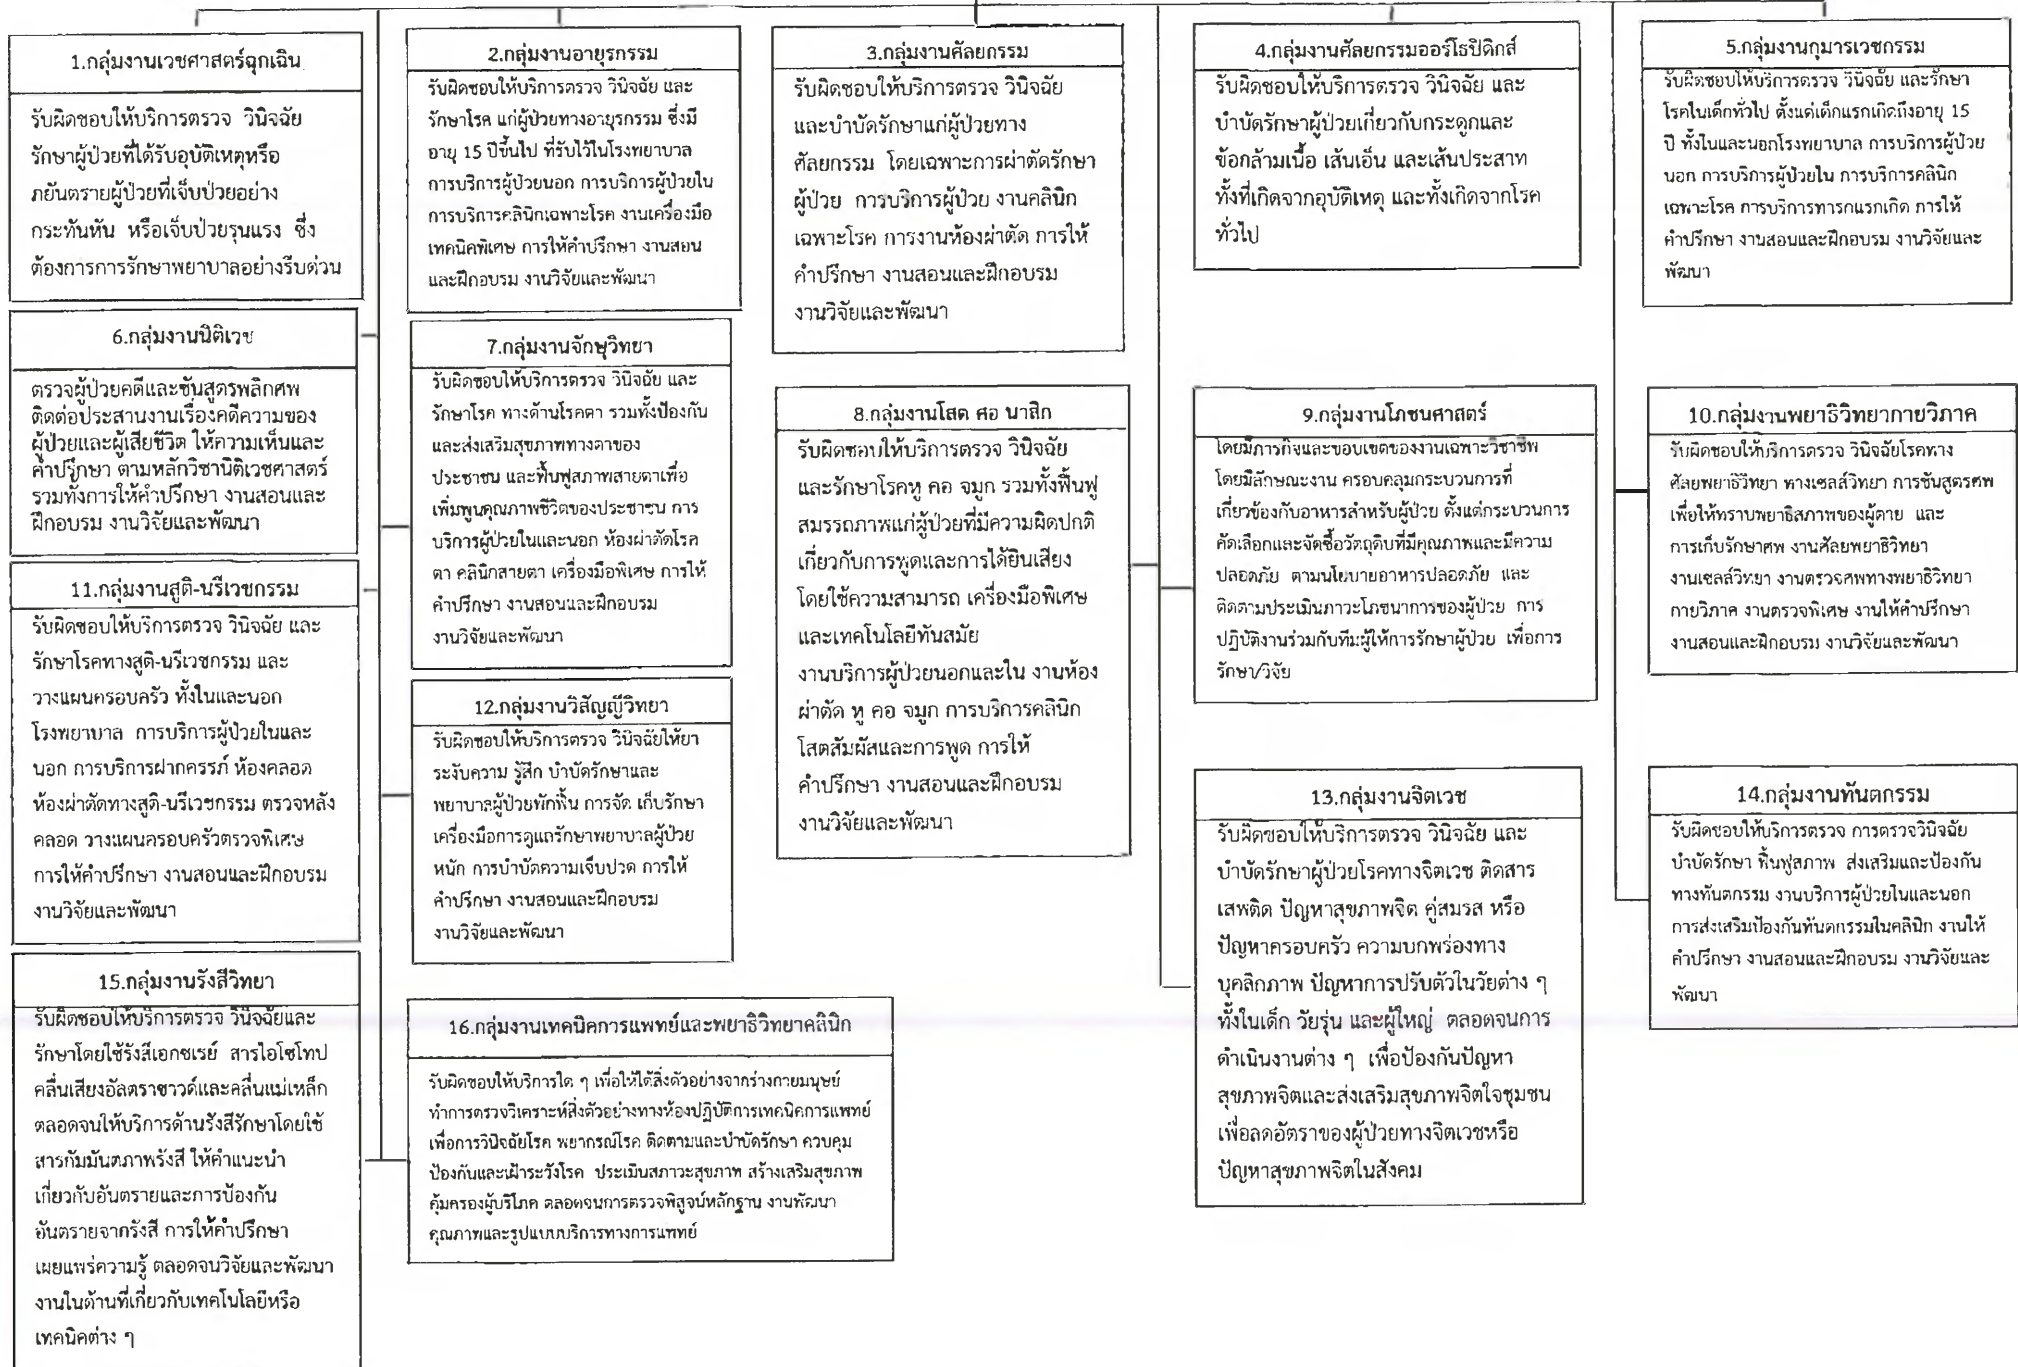 1.กลุ่มงานเวชศาสตร์ฉุกเฉิน
รับผิดชอบให้บริการตรวจ วินิจฉัย
รักษาผู้ป่วยที่ได้รับอุบัติเหตุหรือ
ภยันตรายผู้ป่วยที่เจ็บป่วยอย่าง
กระทันหัน หรือเจ็บป่วยรุนแรง ซึ่ง
ต้องการการรักษาพยาบาลอย่างรีบด่วน
2.กลุ่มงานอายุรกรรม
รับผิดชอบให้บริการตรวจ วินิจฉัย และ
รักษาโรค แก่ผู้ป่วยทางอายุรกรรม ซึ่งมี
อายุ 15 ปีขึ้นไป ที่รับไว้ในโรงพยาบาล
การบริการผู้ป่วยนอก การบริการผู้ป่วยใน
การบริการคลินิกเฉพาะโรค งานเครื่องมือ
เทคนิคพิเศษ การให้คำปรึกษา งานสอน
และฝึกอบรม งานวิจัยและพัฒนา
3.กลุ่มงานศัลยกรรม
รับผิดชอบให้บริการตรวจ วินิจฉัย
และบำบัดรักษาแก่ผู้ป่วยทาง
ศัลยกรรม โดยเฉพาะการผ่าตัดรักษา
ผู้ป่วย การบริการผู้ป่วย งานคลินิก
เฉพาะโรค การงานห้องผ่าตัด การให้
คำปรึกษา งานสอนและฝึกอบรม
งานวิจัยและพัฒนา
4.กลุ่มงานศัลยกรรมออร์โธปิดิกส์
รับผิดชอบให้บริการตรวจ วินิจฉัย และ
บำบัดรักษาผู้ป่วยเกี่ยวกับกระดูกและ
ข้อกล้ามเนื้อ เส้นเอ็น และเส้นประสาท
ทั้งที่เกิดจากอุบัติเหตุ และทั้งเกิดจากโรค
ทั่วไป
5.กลุ่มงานกุมารเวชกรรม
รับผิดชอบให้บริการตรวจ วินิจฉัย และรักษา
โรคในเด็กทั่วไป ตั้งแต่เด็กแรกเกิดถึงอายุ 15
ปี ทั้งในและนอกโรงพยาบาล การบริการผู้ป่วย
นอก การบริการผู้ป่วยใน การบริการคลินิก
เฉพาะโรค การบริการทารกแรกเกิด การให้
คำปรึกษา งานสอนและฝึกอบรม งานวิจัยและ
พัฒนา
6.กลุ่มงานนิติเวช
ตรวจผู้ป่วยคดีและชันสูตรพลิกศพ
ติดต่อประสานงานเรื่องคดีความของ
ผู้ป่วยและผู้เสียชีวิต ให้ความเห็นและ
คำปรึกษา ตามหลักวิชานิติเวชศาสตร์
รวมทั้งการให้คำปรึกษา งานสอนและ
ฝึกอบรม งานวิจัยและพัฒนา
7.กลุ่มงานจักษุวิทยา
รับผิดชอบให้บริการตรวจ วินิจฉัย และ
รักษาโรค ทางด้านโรคตา รวมทั้งป้องกัน
และส่งเสริมสุขภาพทางตาของ
ประชาชน และฟื้นฟูสภาพสายตาเพื่อ
เพิ่มพูนคุณภาพชีวิตของประชาชน การ
บริการผู้ป่วยในและนอก ห้องผ่าตัดโรค
ตา คลินิกสายตา เครื่องมือพิเศษ การให้
คำปรึกษา งานสอนและฝึกอบรม
งานวิจัยและพัฒนา
8.กลุ่มงานโสต ศอ นาสิก
รับผิดชอบให้บริการตรวจ วินิจฉัย
และรักษาโรคหู คอ จมูก รวมทั้งฟื้นฟู
สมรรถภาพแก่ผู้ป่วยที่มีความผิดปกติ
เกี่ยวกับการพูดและการได้ยินเสียง
โดยใช้ความสามารถ เครื่องมือพิเศษ
และเทคโนโลยีทันสมัย
งานบริการผู้ป่วยนอกและใน งานห้อง
ผ่าตัด หู คอ จมูก การบริการคลินิก
โสตสัมผัสและการพูด การให้
คำปรึกษา งานสอนและฝึกอบรม
งานวิจัยและพัฒนา
9.กลุ่มงานโภชนศาสตร์
โดยมีภารกิจและขอบเขตของงานเฉพาะวิชาชีพ
โดยมีลักษณะงาน ครอบคลุมกระบวนการที่
เกี่ยวข้องกับอาหารสำหรับผู้ป่วย ตั้งแต่กระบวนการ
คัดเลือกและจัดซื้อวัตถุดิบที่มีคุณภาพและมีความ
ปลอดภัย ตามนโยบายอาหารปลอดภัย และ
ติดตามประเมินภาวะโภชนาการของผู้ป่วย การ
ปฏิบัติงานร่วมกับทีมผู้ให้การรักษาผู้ป่วย เพื่อการ
รักษา/วิจัย
10.กลุ่มงานพยาธิวิทยากายวิภาค
รับผิดชอบให้บริการตรวจ วินิจฉัยโรคทาง
ศัลยพยาธิวิทยา ทางเซลล์วิทยา การชันสูตรศพ
เพื่อให้ทราบพยาธิสภาพของผู้ตาย และ
การเก็บรักษาศพ งานศัลยพยาธิวิทยา
งานเซลล์วิทยา งานตรวจศพทางพยาธิวิทยา
กายวิภาค งานตรวจพิเศษ งานให้คำปรึกษา
งานสอนและฝึกอบรม งานวิจัยและพัฒนา
11.กลุ่มงานสูติ-นรีเวชกรรม
รับผิดชอบให้บริการตรวจ วินิจฉัย และ
รักษาโรคทางสูติ-นรีเวชกรรม และ
วางแผนครอบครัว ทั้งในและนอก
โรงพยาบาล การบริการผู้ป่วยในและ
นอก การบริการฝากครรภ์ ห้องคลอด
ห้องผ่าตัดทางสูติ-นรีเวชกรรม ตรวจหลัง
คลอด วางแผนครอบครัวตรวจพิเศษ
การให้คำปรึกษา งานสอนและฝึกอบรม
งานวิจัยและพัฒนา
12.กลุ่มงานวิสัญญีวิทยา
รับผิดชอบให้บริการตรวจ วินิจฉัยให้ยา
ระงับความ รู้สึก บำบัดรักษาและ
พยาบาลผู้ป่วยพักฟื้น การจัด เก็บรักษา
เครื่องมือการดูแลรักษาพยาบาลผู้ป่วย
หนัก การบำบัดความเจ็บปวด การให้
คำปรึกษา งานสอนและฝึกอบรม
งานวิจัยและพัฒนา
13.กลุ่มงานจิตเวช
รับผิดชอบให้บริการตรวจ วินิจฉัย และ
บำบัดรักษาผู้ป่วยโรคทางจิตเวช ติดสาร
เสพติด ปัญหาสุขภาพจิต คู่สมรส หรือ
ปัญหาครอบครัว ความบกพร่องทาง
บุคลิกภาพ ปัญหาการปรับตัวในวัยต่าง ๆ
ทั้งในเด็ก วัยรุ่น และผู้ใหญ่ ตลอดจนการ
ดำเนินงานต่าง ๆ เพื่อป้องกันปัญหา
สุขภาพจิตและส่งเสริมสุขภาพจิตใจชุมชน
เพื่อลดอัตราของผู้ป่วยทางจิตเวชหรือ
ปัญหาสุขภาพจิตในสังคม
14.กลุ่มงานทันตกรรม
รับผิดชอบให้บริการตรวจ การตรวจวินิจฉัย
บำบัดรักษา ฟื้นฟูสภาพ ส่งเสริมและป้องกัน
ทางทันตกรรม งานบริการผู้ป่วยในและนอก
การส่งเสริมป้องกันทันตกรรมในคลินิก งานให้
คำปรึกษา งานสอนและฝึกอบรม งานวิจัยและ
พัฒนา
15.กลุ่มงานรังสีวิทยา
รับผิดชอบให้บริการตรวจ วินิจฉัยและ
รักษาโดยใช้รังสีเอกซเรย์ สารไอโซโทป
คลื่นเสียงอัลตราซาวด์และคลื่นแม่เหล็ก
ตลอดจนให้บริการด้านรังสีรักษาโดยใช้
สารกัมมันตภาพรังสี ให้คำแนะนำ
เกี่ยวกับอันตรายและการป้องกัน
อันตรายจากรังสี การให้คำปรึกษา
เผยแพร่ความรู้ ตลอดจนวิจัยและพัฒนา
งานในด้านที่เกี่ยวกับเทคโนโลยีหรือ
เทคนิคต่าง ๆ
16.กลุ่มงานเทคนิคการแพทย์และพยาธิวิทยาคลินิก
รับผิดชอบให้บริการใด ๆ เพื่อให้ได้สิ่งตัวอย่างจากร่างกายมนุษย์
ทำการตรวจวิเคราะห์สิ่งตัวอย่างทางห้องปฏิบัติการเทคนิคการแพทย์
เพื่อการวินิจฉัยโรค พยากรณ์โรค ติดตามและบำบัดรักษา ควบคุม
ป้องกันและเฝ้าระวังโรค ประเมินสภาวะสุขภาพ สร้างเสริมสุขภาพ
คุ้มครองผู้บริโภค ตลอดจนการตรวจพิสูจน์หลักฐาน งานพัฒนา
คุณภาพและรูปแบบบริการทางการแพทย์